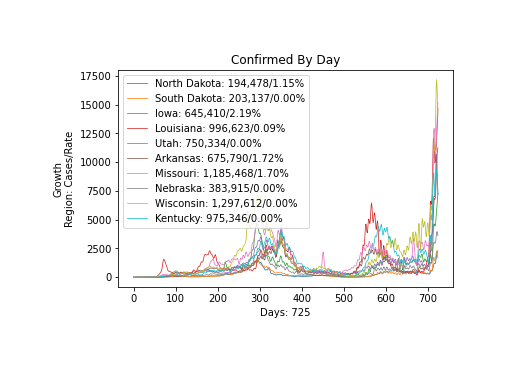 Confirmed By Day
North Dakota: 194,478/1.15%
South Dakota: 203,137/0.00%
Iowa: 645,410/2.19%
Louisiana: 996,623/0.09%
Utah: 750,334/0.00%
Arkansas: 675,790/1.72%
Missouri: 1,185,468/1.70%
Nebraska: 383,915/0.00%
Wisconsin: 1,297,612/0.00%
Kentucky: 975,346/0.00%
17500
15000
12500
10000
7500
5000
2500
0
Growth
Region: Cases/Rate
0 100 200 300 400 500 600 700
Days: 725